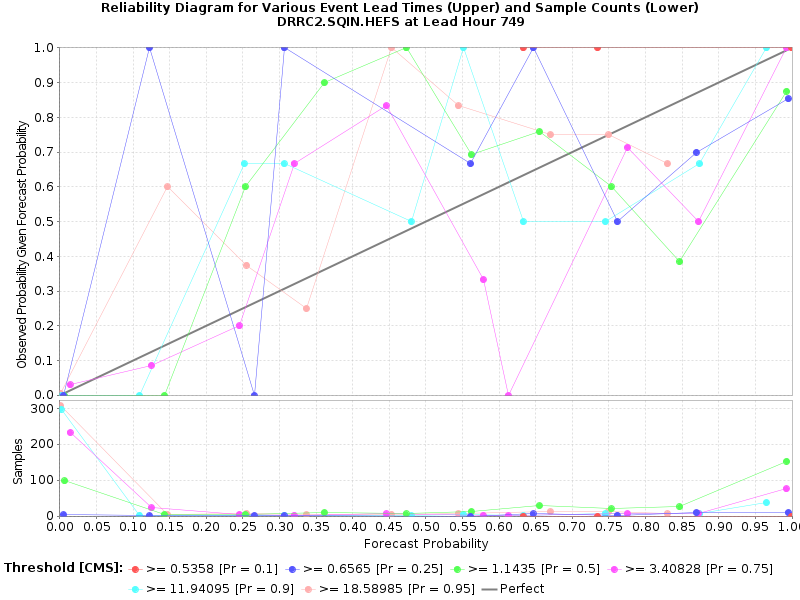 Reliability Diagram for Various Event Lead Times (Upper) and Sample Counts (Lower)
DRRC2.SQIN.HEFS at Lead Hour 749
Observed Probability Given Forecast Probability
1.0
0.9
0.8
0.7
0.6
0.5
0.4
0.3
0.2
0.1
0.0
Samples
300
200
100
0
0.00 0.05 0.10 0.15 0.20 0.25 0.30 0.35 0.40 0.45 0.50 0.55 0.60 0.65 0.70 0.75 0.80 0.85 0.90 0.95 1.00
Forecast Probability
Threshold [CMS]: >= 0.5358 [Pr = 0.1] >= 0.6565 [Pr = 0.25] >= 1.1435 [Pr = 0.5] >= 3.40828 [Pr = 0.75]
>= 11.94095 [Pr = 0.9] >= 18.58985 [Pr = 0.95] Perfect